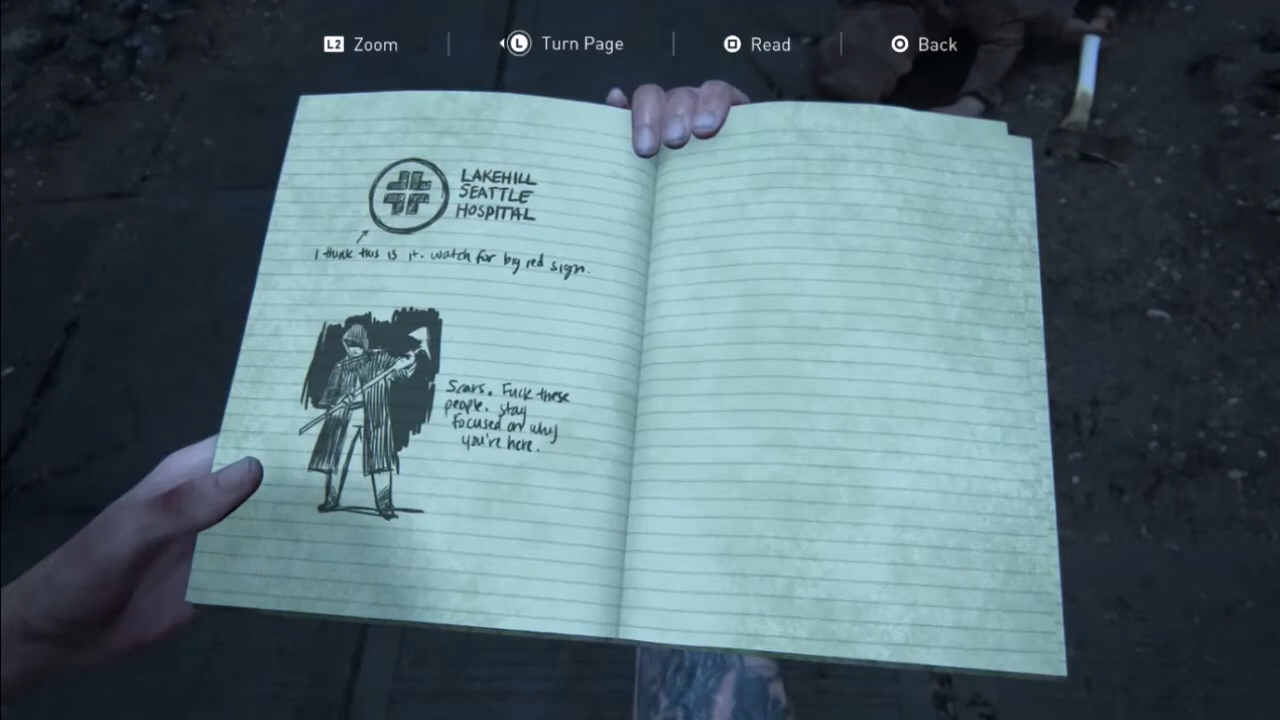 L2 Zoom
L Turn Page
Read
Back
LAKEHILL
SEATTLE
HOSPITAL
I think this is it. watch for big red sign.
Scars. Fuck these
people. stay
focused on why
you're here.